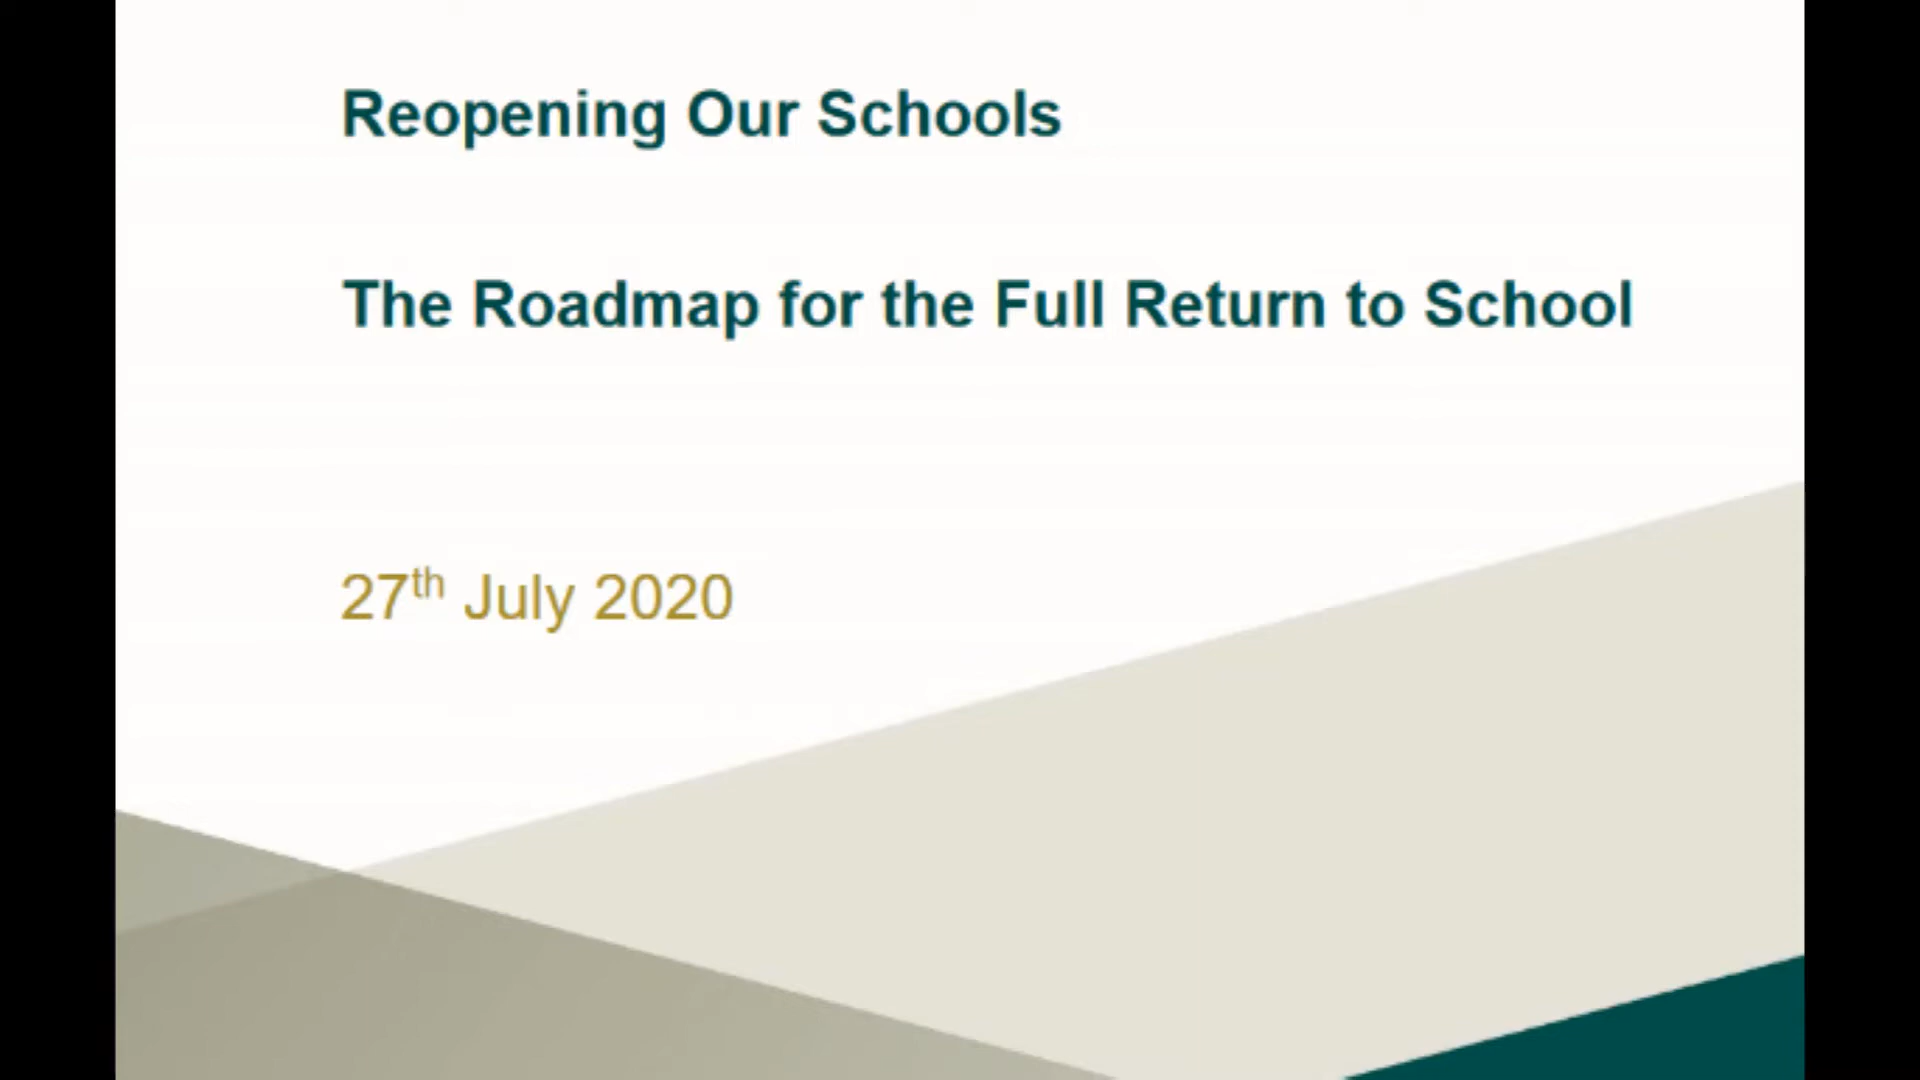 Reopening Our Schools
The Roadmap for the Full Return to School
27th July 2020